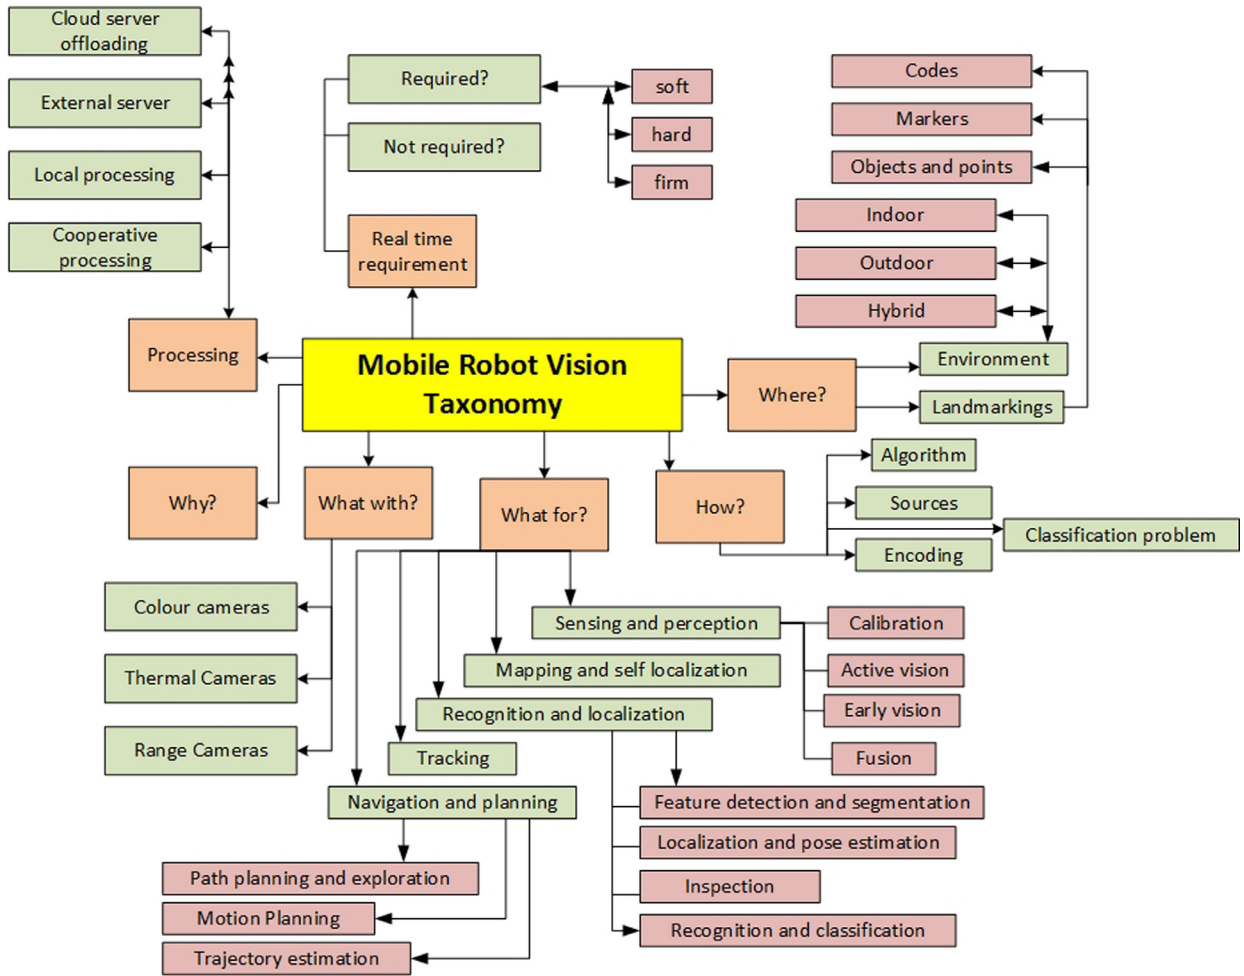 Cloud server
offloading
External server
Local processing
Cooperative
processing
Processing
Required?
Not required?
soft
hard
firm
Real time
requirement
Codes
Markers
Objects and points
Indoor
Outdoor
Hybrid
Environment
Landmarkings
Where?
Mobile Robot Vision
Taxonomy
Why?
What with?
What for?
How?
Algorithm
Sources
Classification problem
Encoding
Colour cameras
Thermal Cameras
Range Cameras
Sensing and perception
Calibration
Active vision
Early vision
Fusion
Mapping and self localization
Recognition and localization
Tracking
Navigation and planning
Feature detection and segmentation
Localization and pose estimation
Inspection
Recognition and classification
Path planning and exploration
Motion Planning
Trajectory estimation